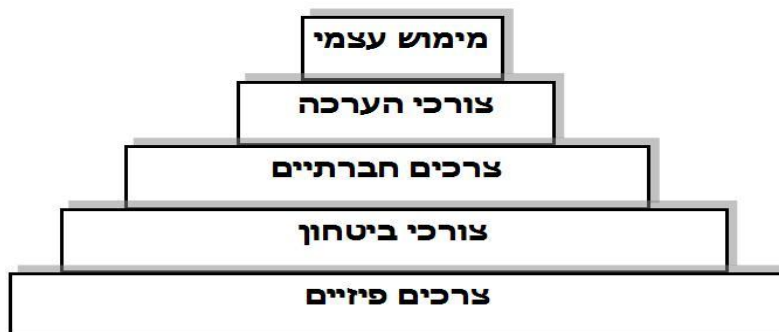 מימוש עצמי
צורכי הערכה
צרכים חברתיים
צורכי ביטחון
צרכים פיזיים